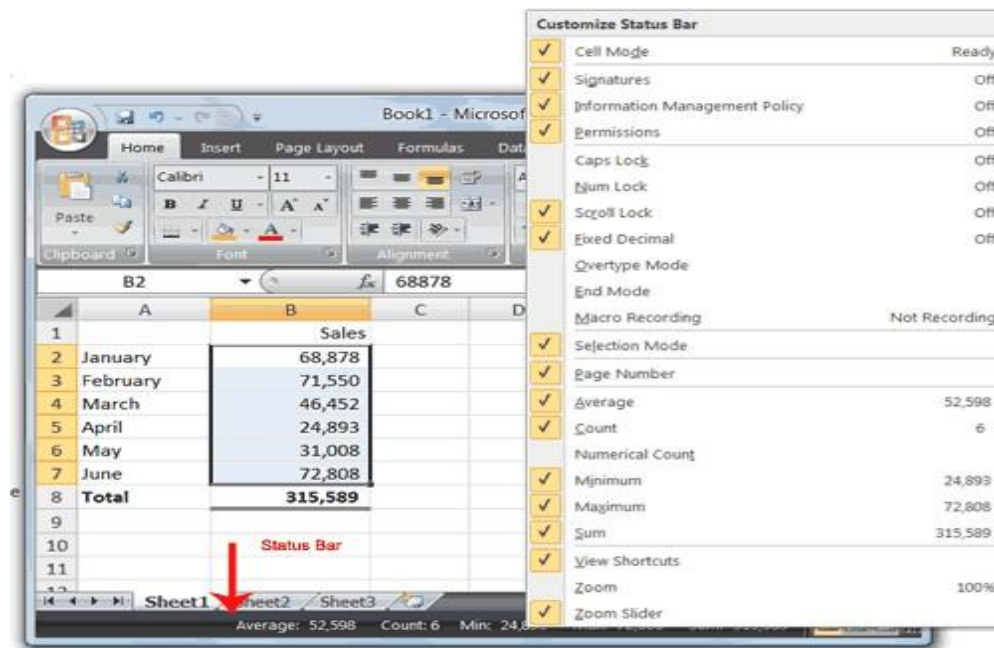 Book1 - Microsof
Home Insert Page Layout Formulas Dat
Calibri 11
B I U A A
Paste
Clipboard Font Alignment
B2 fx 68878
A B C D
1 Sales
2 January 68,878
3 February 71,550
4 March 46,452
5 April 24,893
6 May 31,008
7 June 72,808
8 Total 315,589
9
10 Status Bar
11
Sheet1 Sheet2 Sheet3
Average: 52,598 Count: 6 Min: 24,8
e
Customize Status Bar
Cell Mode Ready
Signatures Off
Information Management Policy Off
Permissions Off
Caps Lock Off
Num Lock Off
Scroll Lock Off
Fixed Decimal Off
Overtype Mode
End Mode
Macro Recording Not Recording
Selection Mode
Page Number
Average 52,598
Count 6
Numerical Count
Minimum 24,893
Maximum 72,808
Sum 315,589
View Shortcuts
Zoom 100%
Zoom Slider